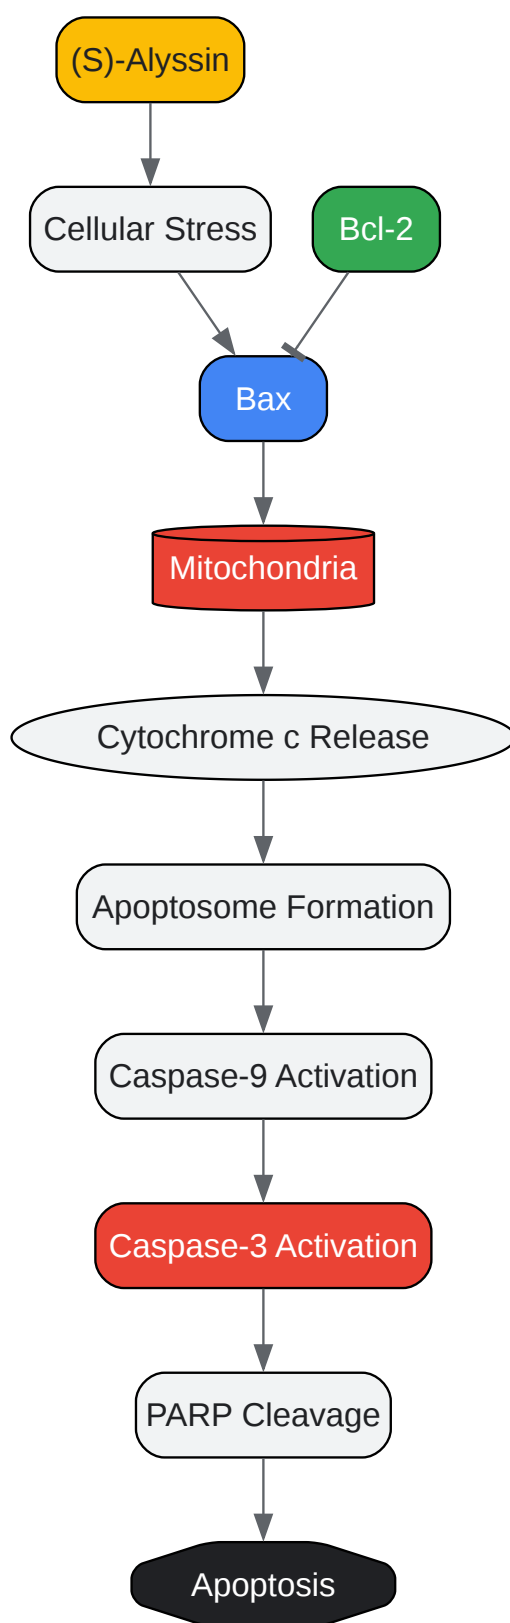 (S)-Alyssin
Cellular Stress
Bcl-2
Bax
Mitochondria
Cytochrome c Release
Apoptosome Formation
Caspase-9 Activation
Caspase-3 Activation
PARP Cleavage
Apoptosis